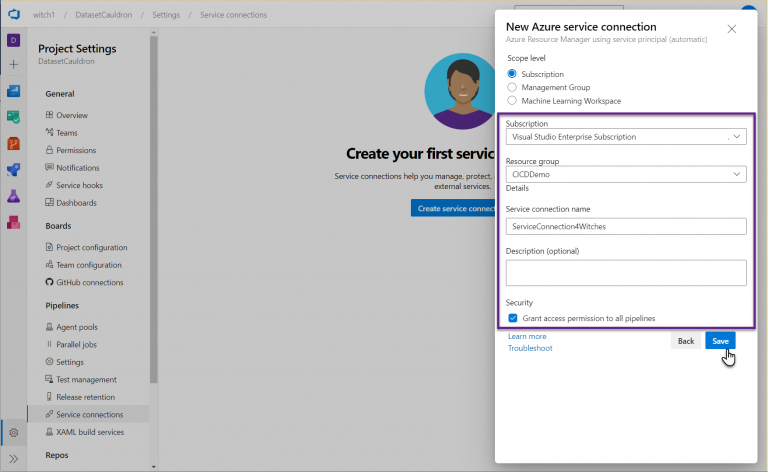 witch1 / DatasetCauldron / Settings / Service connections
D
Project Settings
DatasetCauldron
General
Overview
Teams
Permissions
Notifications
Service hooks
Dashboards
Boards
Project configuration
Team configuration
GitHub connections
Pipelines
Agent pools
Parallel jobs
Settings
Test management
Release retention
Service connections
XAML build services
Repos
Create your first servic
Service connections help you manage, protect,
external services.
Create service connect
New Azure service connection
Azure Resource Manager using service principal (automatic)
Scope level
Subscription
Management Group
Machine Learning Workspace
Subscription
Visual Studio Enterprise Subscription
Resource group
CICDDemo
Details
Service connection name
ServiceConnection4Witches
Description (optional)
Security
Grant access permission to all pipelines
Learn more
Troubleshoot
Back
Save